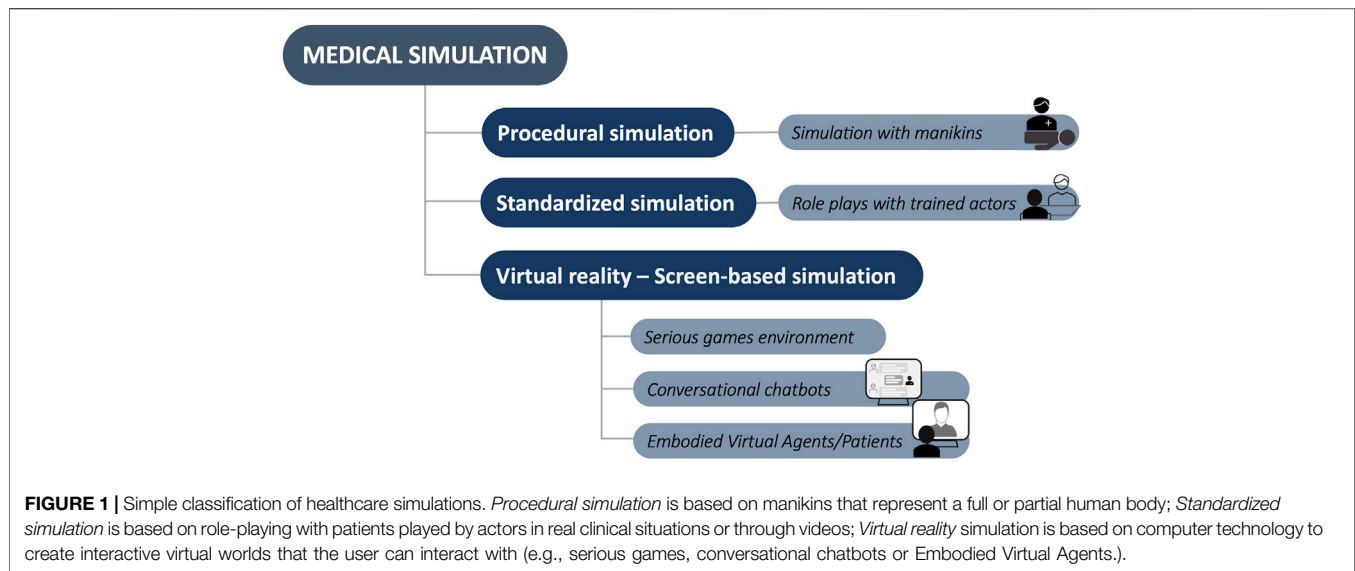 MEDICAL SIMULATION
Procedural simulation
Simulation with manikins
Standardized simulation
Role plays with trained actors
Virtual reality – Screen-based simulation
Serious games environment
Conversational chatbots
Embodied Virtual Agents/Patients
FIGURE 1 | Simple classification of healthcare simulations. Procedural simulation is based on manikins that represent a full or partial human body; Standardized
simulation is based on role-playing with patients played by actors in real clinical situations or through videos; Virtual reality simulation is based on computer technology to
create interactive virtual worlds that the user can interact with (e.g., serious games, conversational chatbots or Embodied Virtual Agents.).